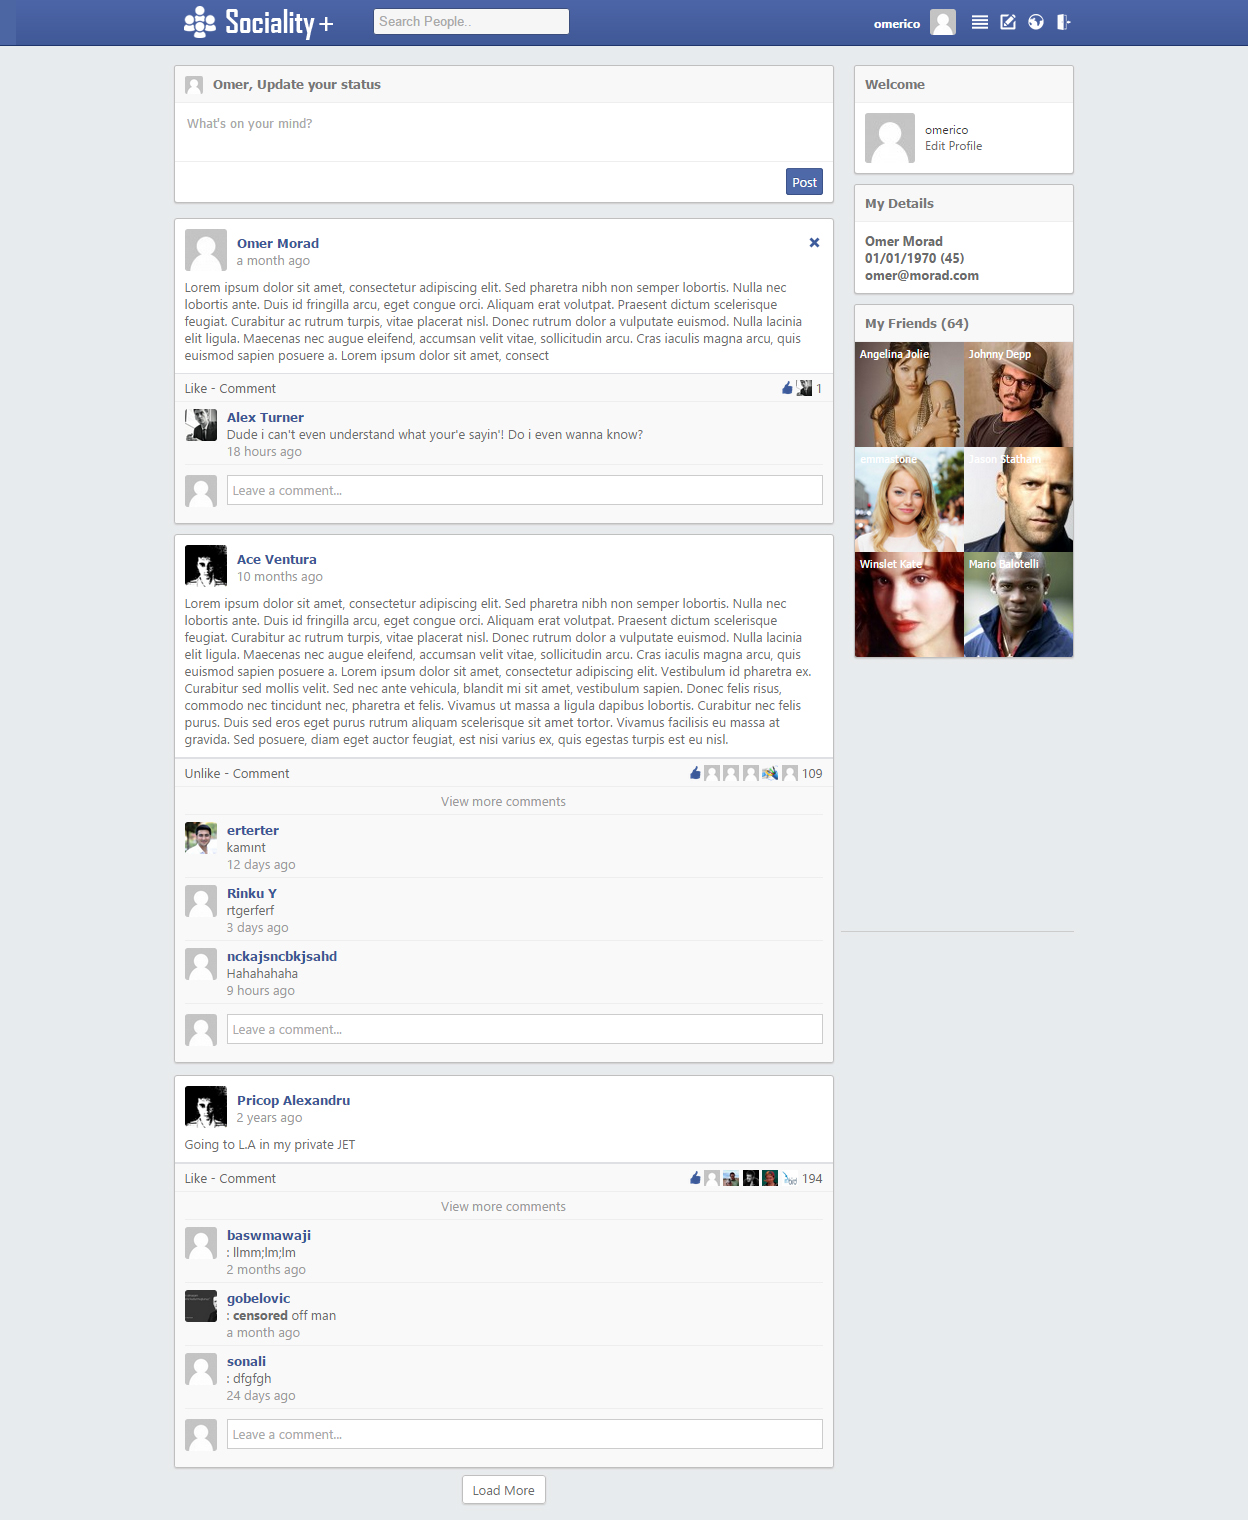 Sociality+
Search People..
omerico
Omer, Update your status
What's on your mind?
Post
Omer Morad
a month ago
Lorem ipsum dolor sit amet, consectetur adipiscing elit. Sed pharetra nibh non semper lobortis. Nulla nec
lobortis ante. Duis id fringilla arcu, eget congue orci. Aliquam erat volutpat. Praesent dictum scelerisque
feugiat. Curabitur ac rutrum turpis, vitae placerat nisl. Donec rutrum dolor a vulputate euismod. Nulla lacinia
elit ligula. Maecenas nec augue eleifend, accumsan velit vitae, sollicitudin arcu. Cras iaculis magna arcu, quis
euismod sapien posuere a. Lorem ipsum dolor sit amet, consect
Like - Comment
1
Alex Turner
Dude i can't even understand what your'e sayin'! Do i even wanna know?
18 hours ago
Leave a comment...
Ace Ventura
10 months ago
Lorem ipsum dolor sit amet, consectetur adipiscing elit. Sed pharetra nibh non semper lobortis. Nulla nec
lobortis ante. Duis id fringilla arcu, eget congue orci. Aliquam erat volutpat. Praesent dictum scelerisque
feugiat. Curabitur ac rutrum turpis, vitae placerat nisl. Donec rutrum dolor a vulputate euismod. Nulla lacinia
elit ligula. Maecenas nec augue eleifend, accumsan velit vitae, sollicitudin arcu. Cras iaculis magna arcu, quis
euismod sapien posuere a. Lorem ipsum dolor sit amet, consectetur adipiscing elit. Vestibulum id pharetra ex.
Curabitur sed mollis velit. Sed nec ante vehicula, blandit mi sit amet, vestibulum sapien. Donec felis risus,
commodo nec tincidunt nec, pharetra et felis. Vivamus ut massa a ligula dapibus lobortis. Curabitur nec felis
purus. Duis sed eros eget purus rutrum aliquam scelerisque sit amet tortor. Vivamus facilisis eu massa at
gravida. Sed posuere, diam eget auctor feugiat, est nisi varius ex, quis egestas turpis est eu nisl.
Unlike - Comment
109
View more comments
erterter
kamınt
12 days ago
Rinku Y
rtgerferf
3 days ago
nckajsncbkjsahd
Hahahahaha
9 hours ago
Leave a comment...
Pricop Alexandru
2 years ago
Going to L.A in my private JET
Like - Comment
194
View more comments
baswmawaji
: llmm;lm;lm
2 months ago
gobelovic
: censored off man
a month ago
sonali
: dfgfgh
24 days ago
Leave a comment...
Load More
Welcome
omerico
Edit Profile
My Details
Omer Morad
01/01/1970 (45)
omer@morad.com
My Friends (64)
Angelina Jolie
Johnny Depp
emmastone
Jason Statham
Winslet Kate
Mario Balotelli